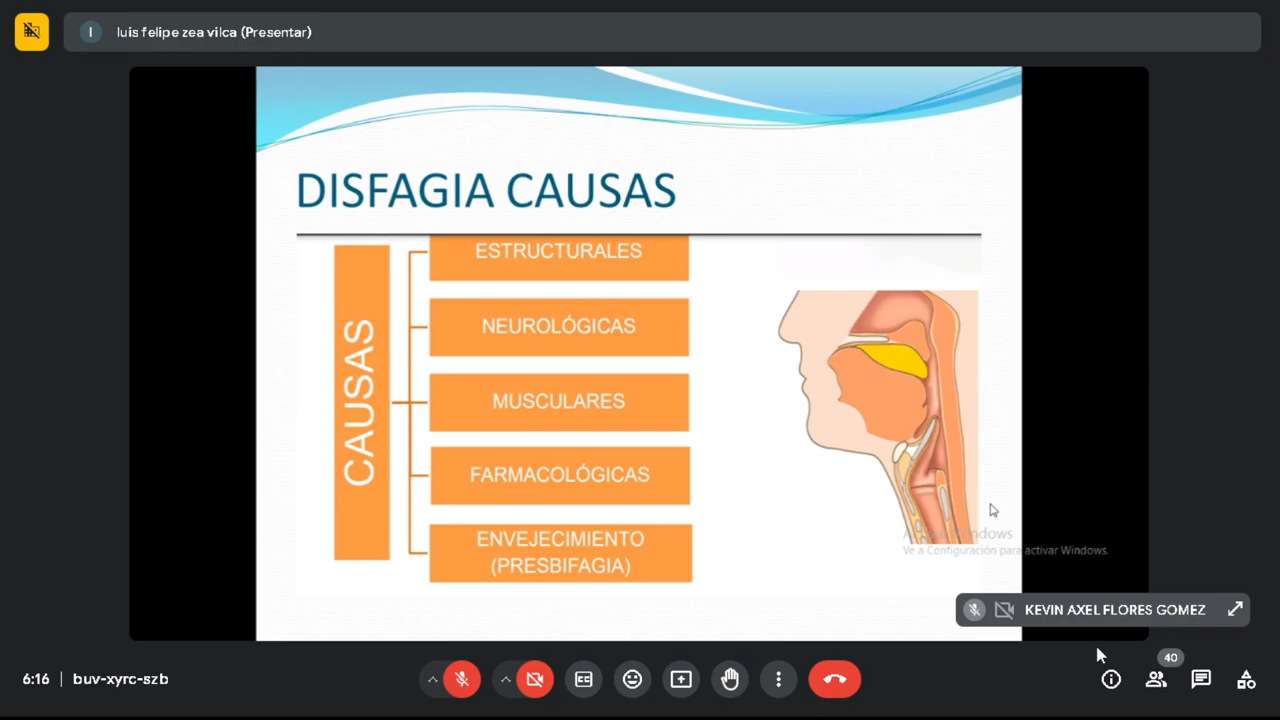 l luis felipe zea vilca (Presentar)
DISFAGIA CAUSAS
CAUSAS
ESTRUCTURALES
NEUROLÓGICAS
MUSCULARES
FARMACOLÓGICAS
ENVEJECIMIENTO
(PRESBIFAGIA)
Windows
Ve a Configuración para activar Windows.
KEVIN AXEL FLORES GOMEZ
40
6:16 | buv-xyrc-szb